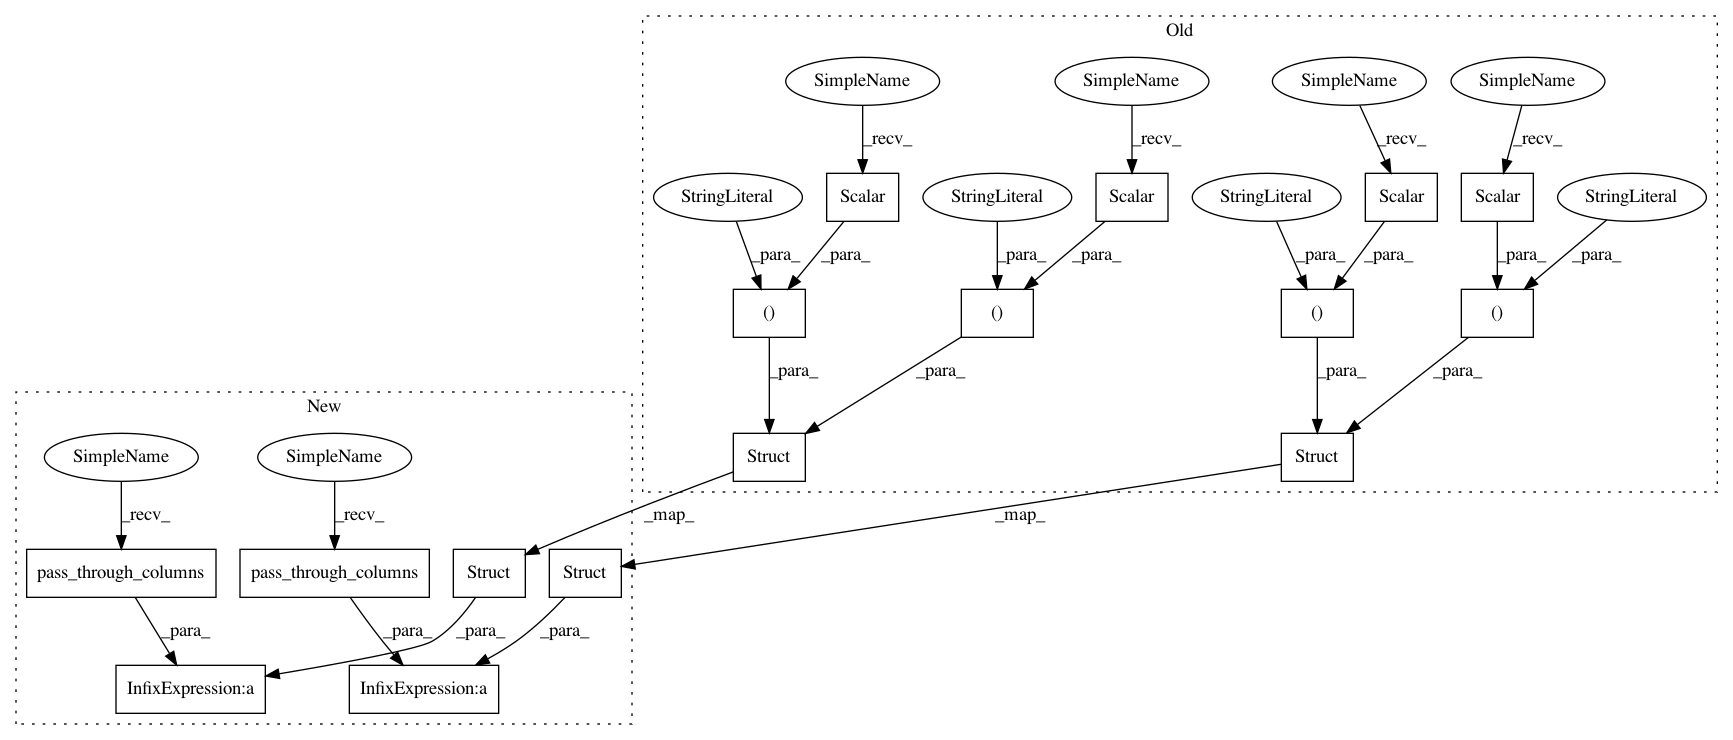 Old
SimpleName
SimpleName
SimpleName
SimpleName
_recv_
_recv_
_recv_
_recv_
StringLiteral
Scalar
StringLiteral
Scalar
StringLiteral
Scalar
Scalar
StringLiteral
_para_
_para_
_para_
_para_
_para_
_para_
_para_
_para_
()
()
()
()
_para_
_para_
_para_
_para_
New
SimpleName
SimpleName
Struct
Struct
_recv_
_recv_
_map_
_map_
pass_through_columns
pass_through_columns
Struct
Struct
_para_
_para_
_para_
_para_
InfixExpression:a
InfixExpression:a